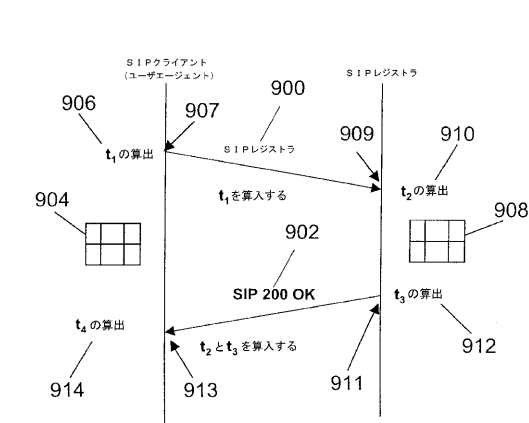 SIPクライアント
(ユーザエージェント)
SIPレジストラ
900
906
907
909
910
SIPレジストラ
t1の算出
t2の算出
t1を算入する
904
908
902
SIP 200 OK
t3の算出
t4の算出
t2とt3を算入する
912
914
913
911